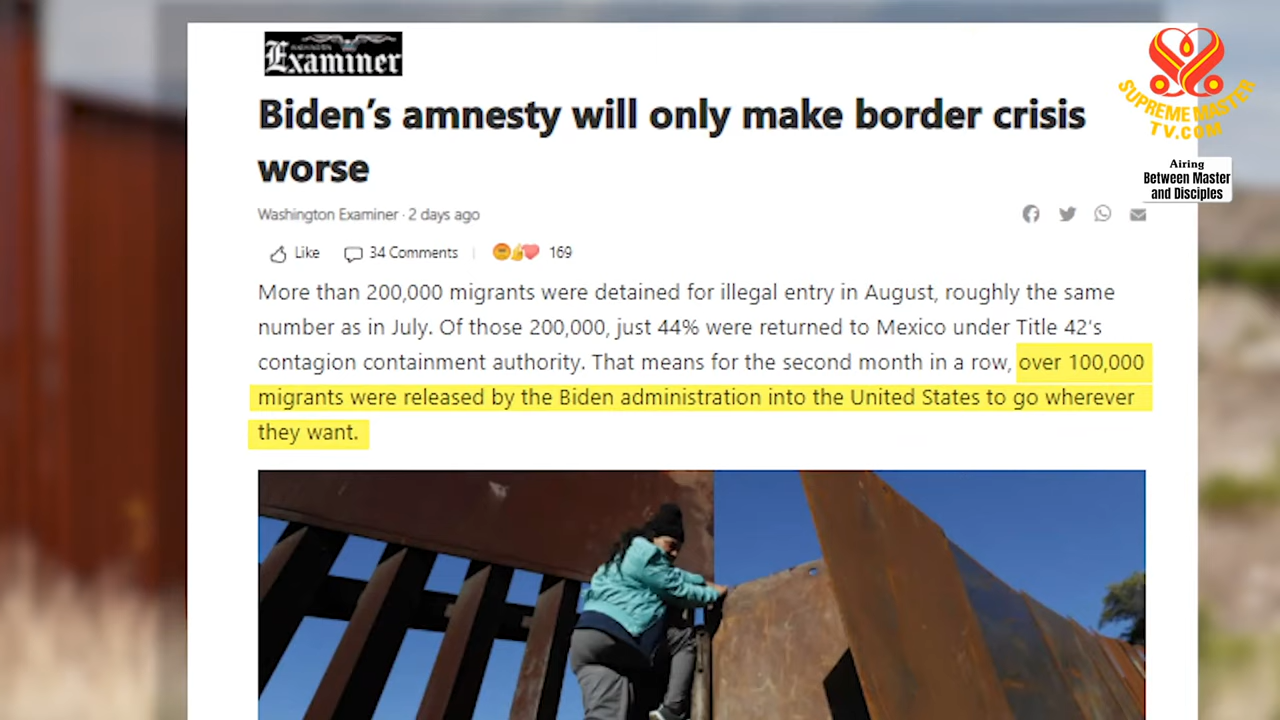 WASHINGTON
Examiner
Biden's amnesty will only make border crisis
worse
Washington Examiner · 2 days ago
Like
34 Comments
169
More than 200,000 migrants were detained for illegal entry in August, roughly the same
number as in July. Of those 200,000, just 44% were returned to Mexico under Title 42's
contagion containment authority. That means for the second month in a row, over 100,000
migrants were released by the Biden administration into the United States to go wherever
they want.
SUPREME MASTER
TV.COM
Airing
Between Master
and Disciples